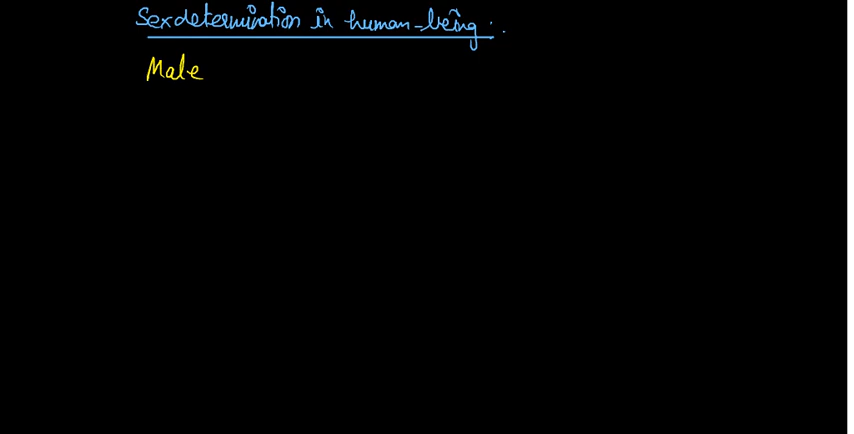 Sex determination in human-being :.
Male